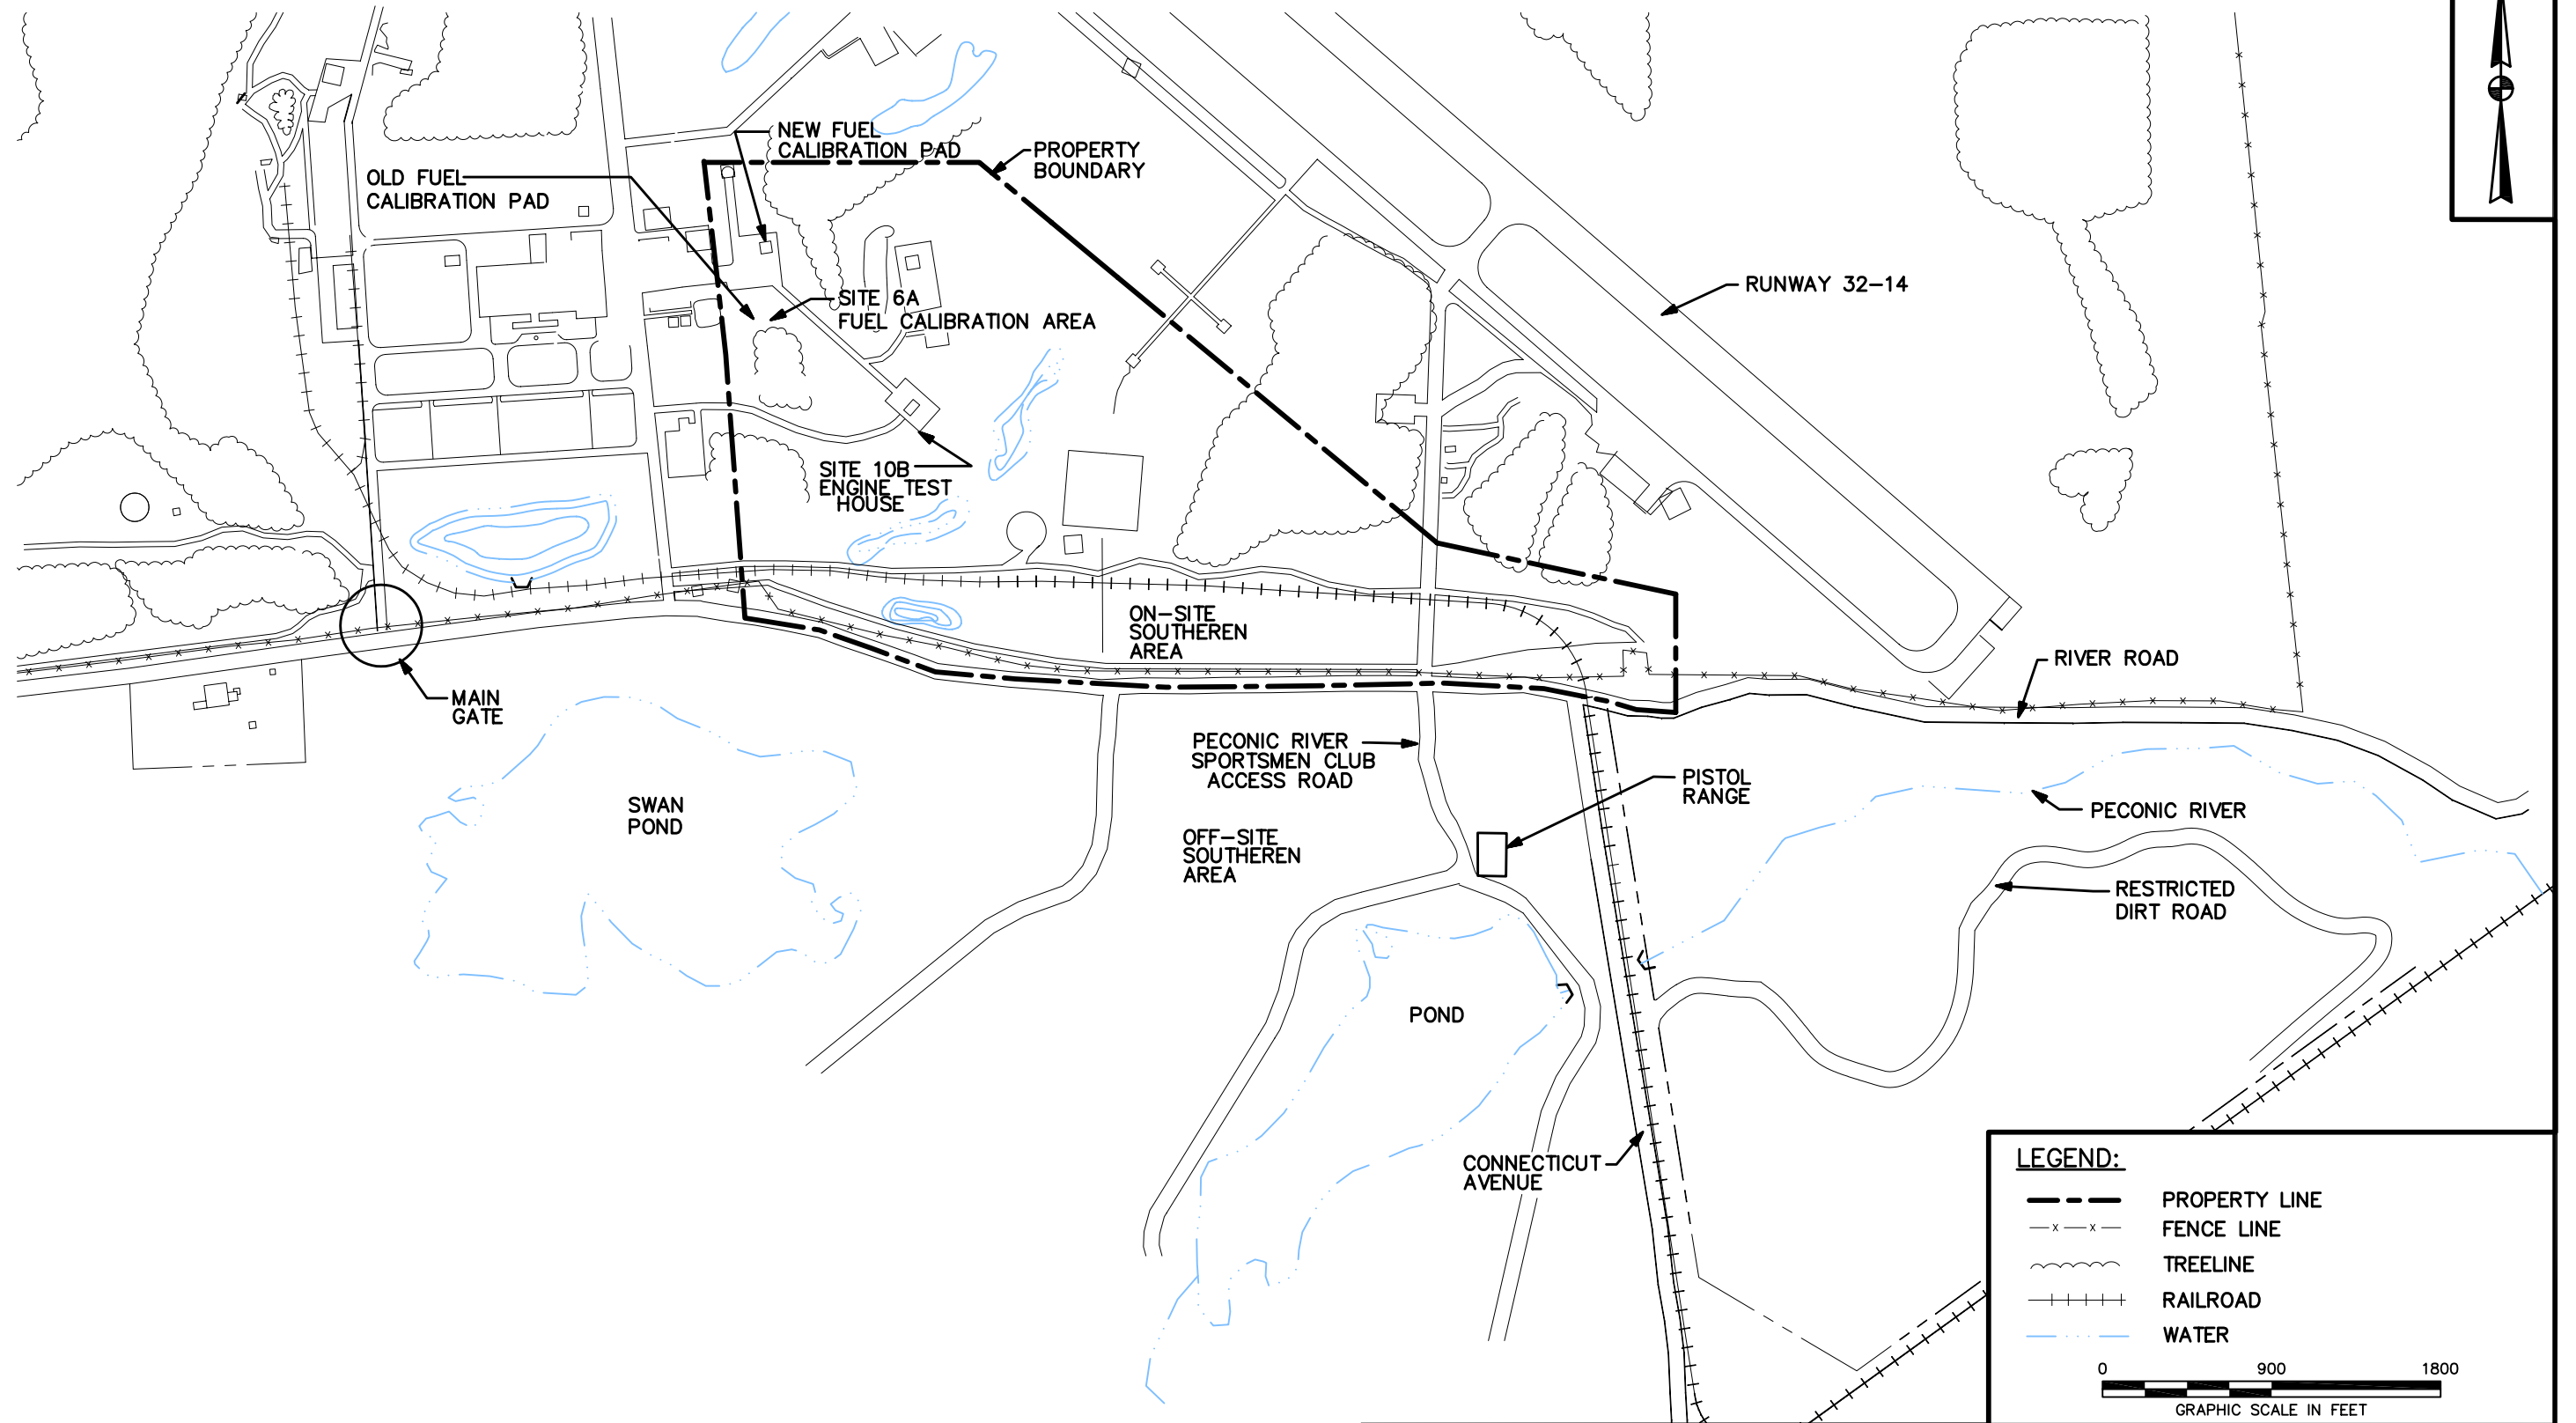 NEW FUEL
CALIBRATION PAD
PROPERTY
BOUNDARY
OLD FUEL
CALIBRATION PAD
RUNWAY 32-14
SITE 6A
FUEL CALIBRATION AREA
SITE 10B
ENGINE TEST
HOUSE
ON-SITE
SOUTHEREN
AREA
RIVER ROAD
MAIN
GATE
PECONIC RIVER
SPORTSMEN CLUB
ACCESS ROAD
PISTOL
RANGE
SWAN
POND
PECONIC RIVER
OFF-SITE
SOUTHEREN
AREA
RESTRICTED
DIRT ROAD
POND
CONNECTICUT
AVENUE
LEGEND:
PROPERTY LINE
FENCE LINE
TREELINE
RAILROAD
WATER
0 900 1800
GRAPHIC SCALE IN FEET